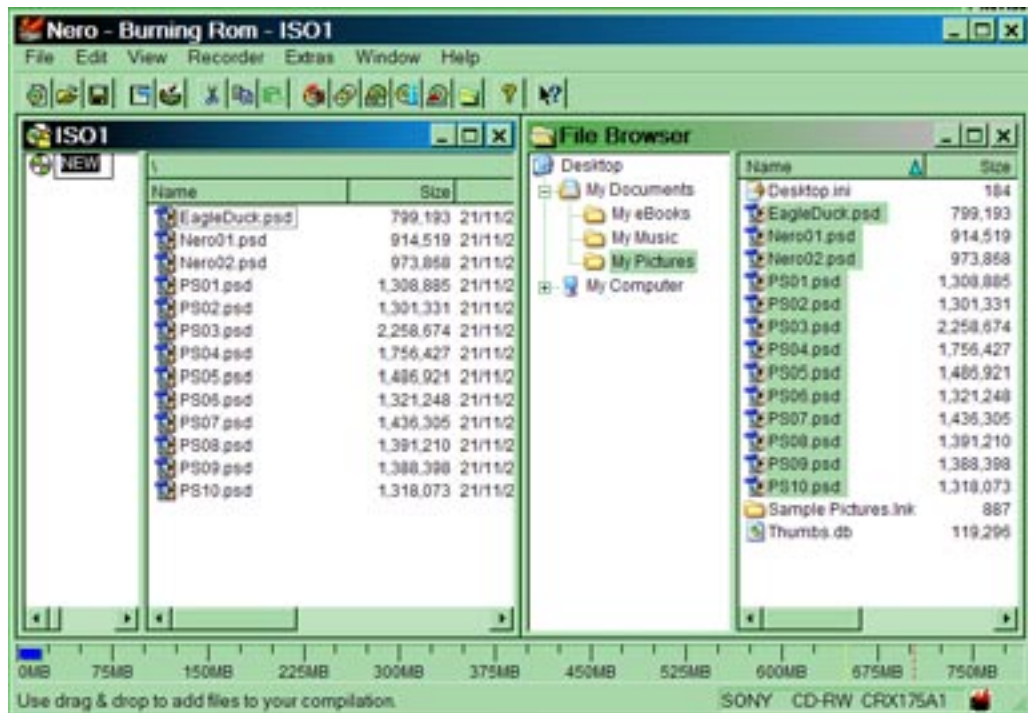 Nero - Burning Rom - ISO1
File Edit View Recorder Extras Window Help
ISO1
NEW
\
Name Size
EagleDuck.psd 799,193 21/11/2
Nero01.psd 914,519 21/11/2
Nero02.psd 973,868 21/11/2
PS01.psd 1,308,885 21/11/2
PS02.psd 1,301,331 21/11/2
PS03.psd 2,258,674 21/11/2
PS04.psd 1,756,427 21/11/2
PS05.psd 1,486,921 21/11/2
PS06.psd 1,321,248 21/11/2
PS07.psd 1,436,305 21/11/2
PS08.psd 1,391,210 21/11/2
PS09.psd 1,388,398 21/11/2
PS10.psd 1,318,073 21/11/2
File Browser
Desktop
My Documents
My eBooks
My Music
My Pictures
My Computer
Name Size
Desktop.ini 184
EagleDuck.psd 799,193
Nero01.psd 914,519
Nero02.psd 973,868
PS01.psd 1,308,885
PS02.psd 1,301,331
PS03.psd 2,258,674
PS04.psd 1,756,427
PS05.psd 1,486,921
PS06.psd 1,321,248
PS07.psd 1,436,305
PS08.psd 1,391,210
PS09.psd 1,388,398
PS10.psd 1,318,073
Sample Pictures.lnk 887
Thumbs.db 119,296
0MB 75MB 150MB 225MB 300MB 375MB 450MB 525MB 600MB 675MB 750MB
Use drag & drop to add files to your compilation. SONY CD-RW CRX175A1